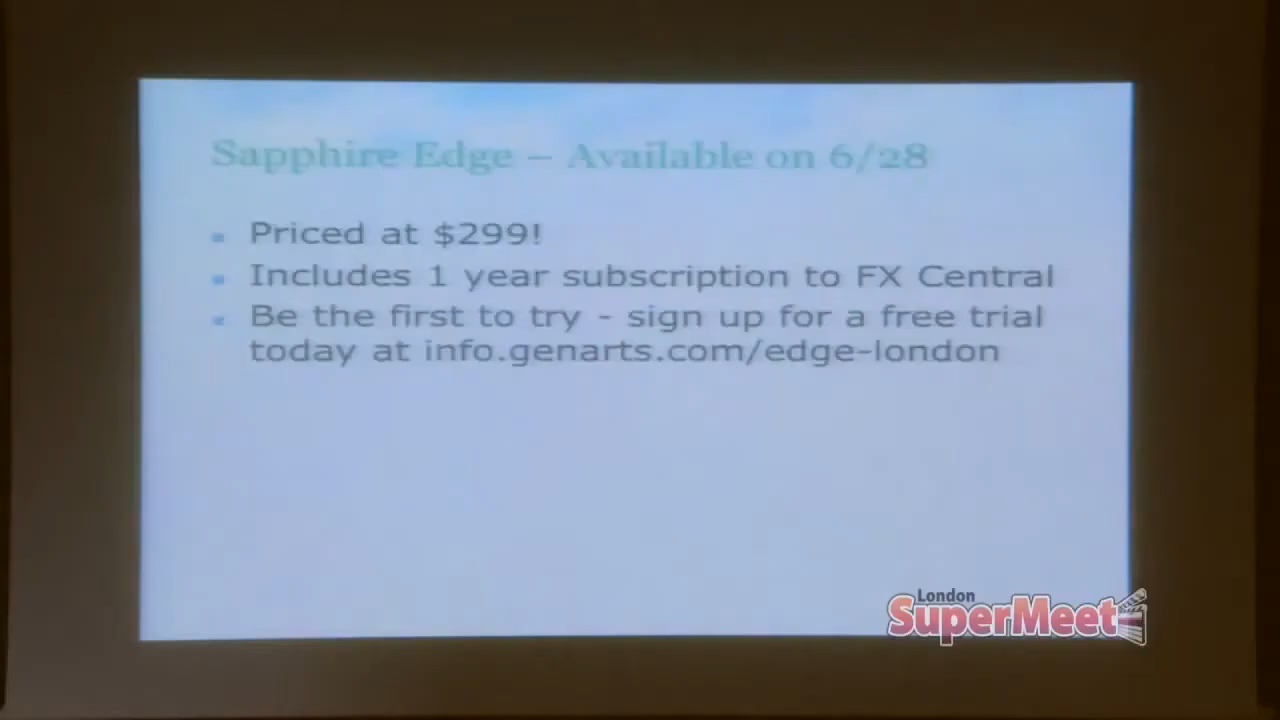 Sapphire Edge – Available on 6/28
Priced at $299!
Includes 1 year subscription to FX Central
Be the first to try - sign up for a free trial
today at info.genarts.com/edge-london
London
SuperMeet